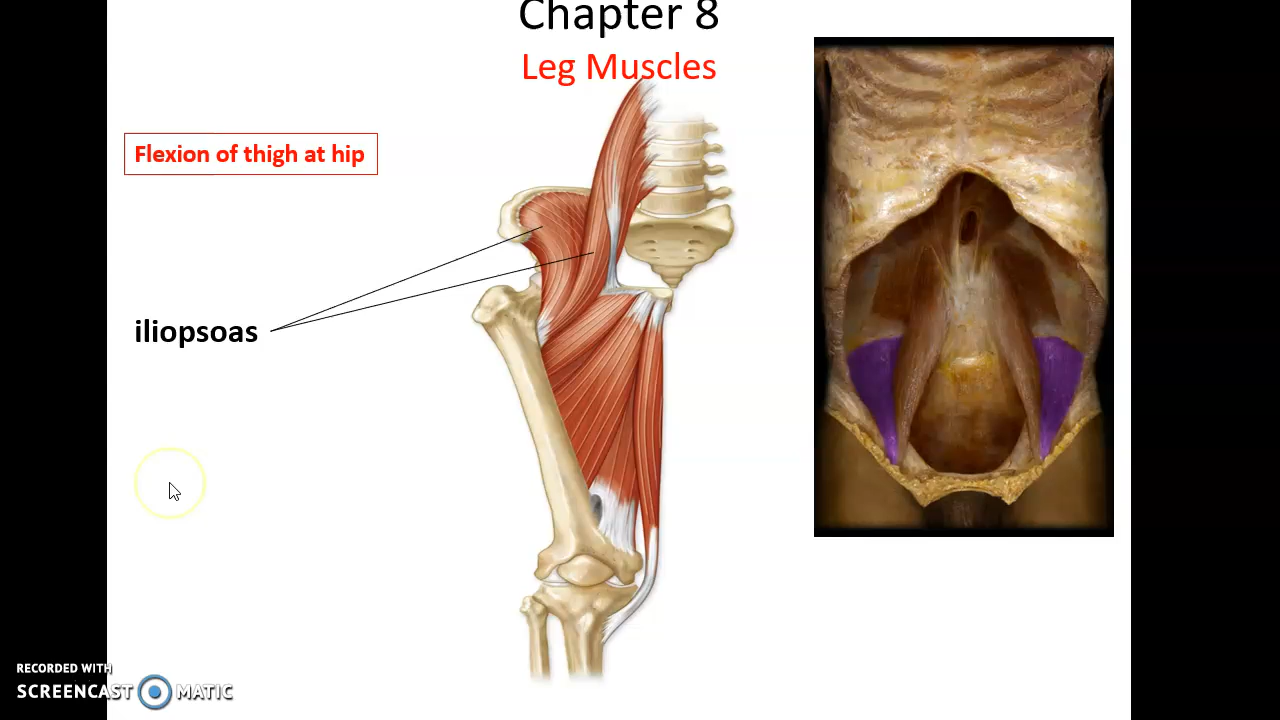 Chapter 8
Leg Muscles
Flexion of thigh at hip
iliopsoas
RECORDED WITH
SCREENCAST MATIC